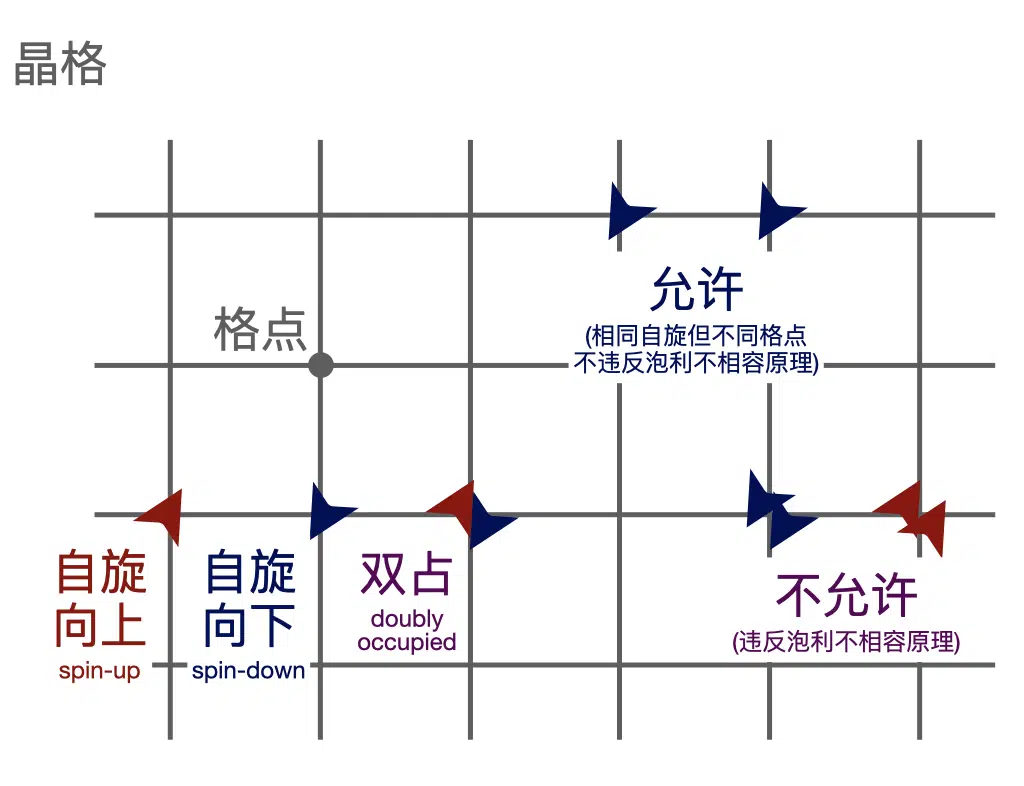 晶格
格点
允许
(相同自旋但不同格点
不违反泡利不相容原理)
自旋
向上
spin-up
自旋
向下
spin-down
双占
doubly
occupied
不允许
(违反泡利不相容原理)